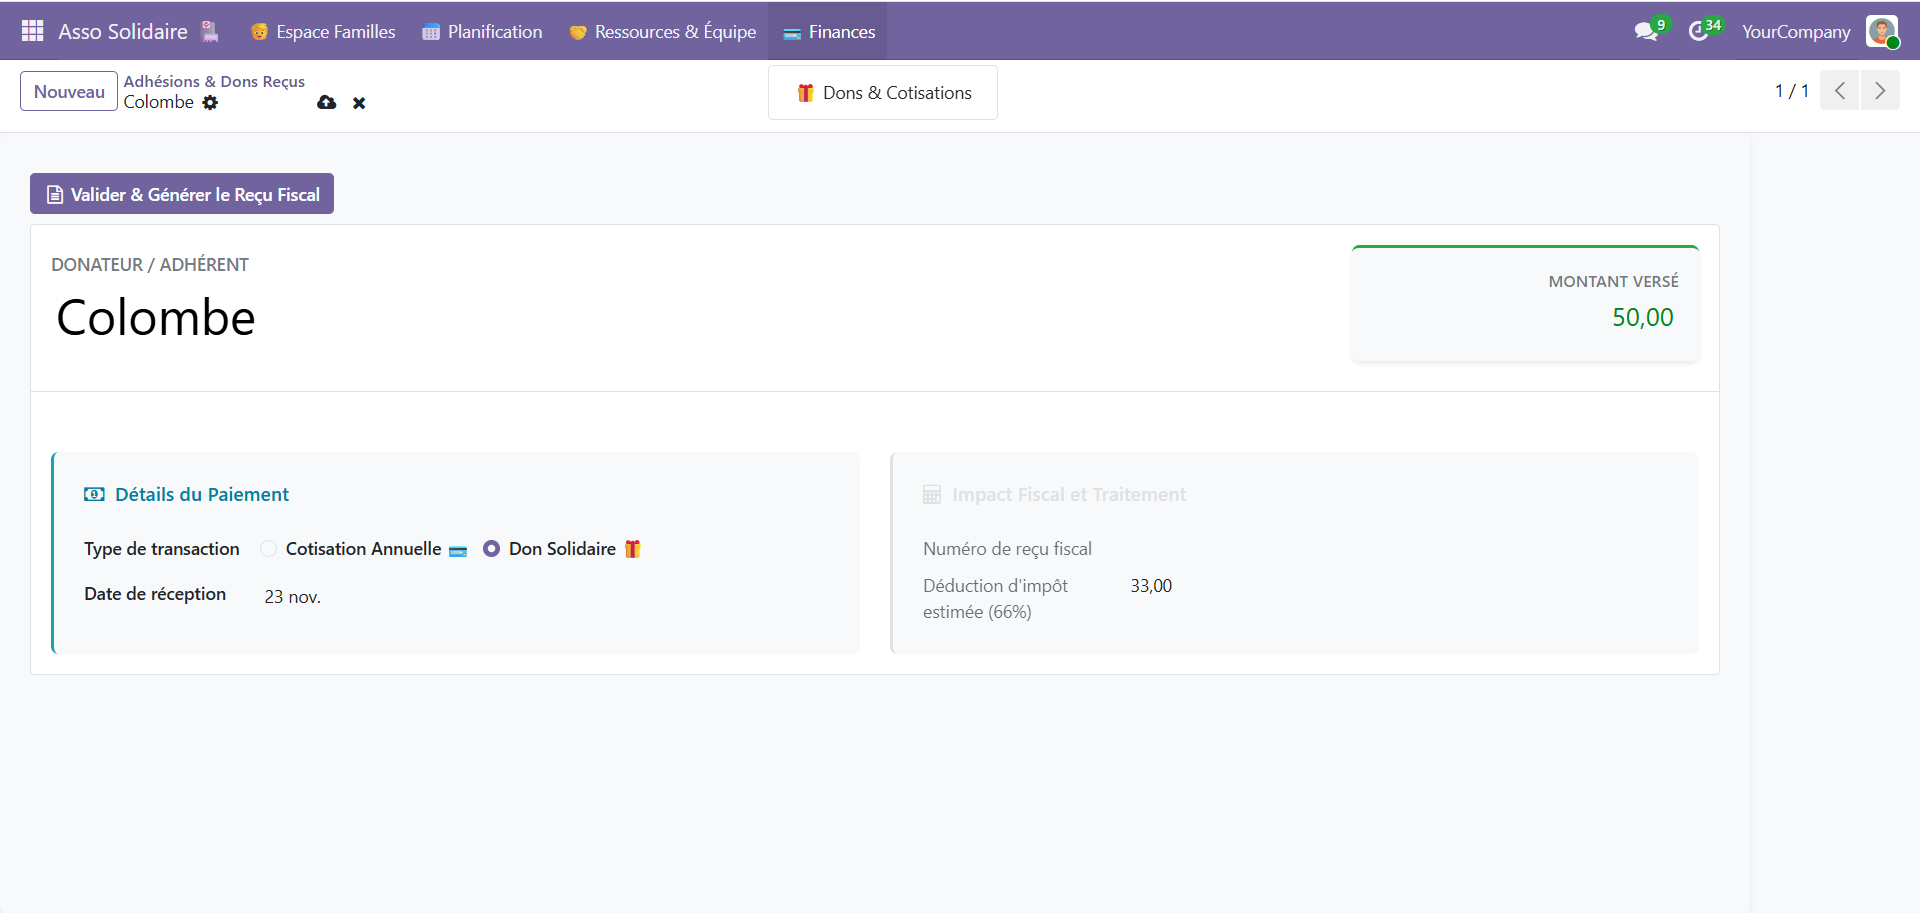 Asso Solidaire
Espace Familles
Planification
Ressources & Équipe
Finances
9
34
YourCompany
Nouveau
Adhésions & Dons Reçus
Colombe
Dons & Cotisations
1 / 1
Valider & Générer le Reçu Fiscal
DONATEUR / ADHÉRENT
Colombe
MONTANT VERSÉ
50,00
Détails du Paiement
Type de transaction
Cotisation Annuelle
Don Solidaire
Date de réception
23 nov.
Impact Fiscal et Traitement
Numéro de reçu fiscal
Déduction d'impôt
estimée (66%)
33,00